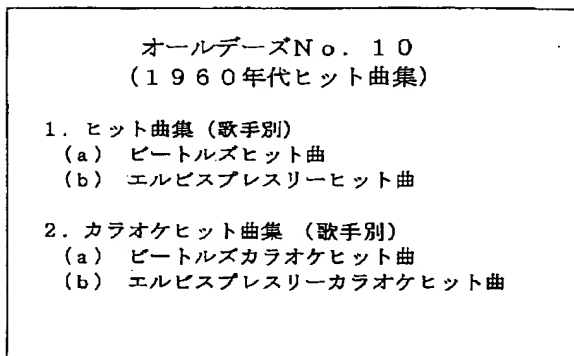 オールデーズNo．10
（1960年代ヒット曲集）
1．ヒット曲集（歌手別）
（a） ビートルズヒット曲
（b） エルビスプレスリーヒット曲
2．カラオケヒット曲集 （歌手別）
（a） ビートルズカラオケヒット曲
（b） エルビスプレスリーカラオケヒット曲